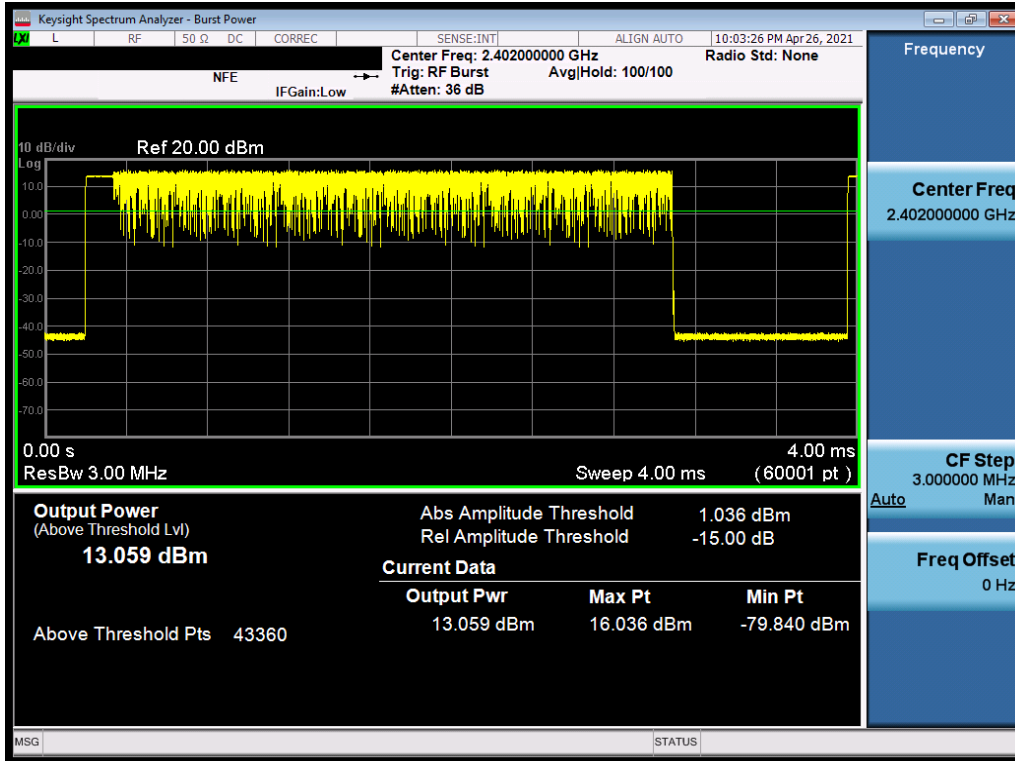 Keysight Spectrum Analyzer - Burst Power
LXI L RF 50 Ω DC CORREC SENSE:INT ALIGN AUTO 10:03:26 PM Apr 26, 2021
Center Freq: 2.402000000 GHz Radio Std: None
NFE Trig: RF Burst Avg|Hold: 100/100
IFGain:Low #Atten: 36 dB
Frequency
10 dB/div Ref 20.00 dBm
Log
10.0
0.00
-10.0
-20.0
-30.0
-40.0
-50.0
-60.0
-70.0
0.00 s 4.00 ms
ResBw 3.00 MHz Sweep 4.00 ms (60001 pt)
Center Freq
2.402000000 GHz
CF Step
3.000000 MHz
Auto Man
Freq Offset
0 Hz
Output Power
(Above Threshold Lvl)
13.059 dBm
Above Threshold Pts 43360
Abs Amplitude Threshold 1.036 dBm
Rel Amplitude Threshold -15.00 dB
Current Data
Output Pwr Max Pt Min Pt
13.059 dBm 16.036 dBm -79.840 dBm
MSG STATUS